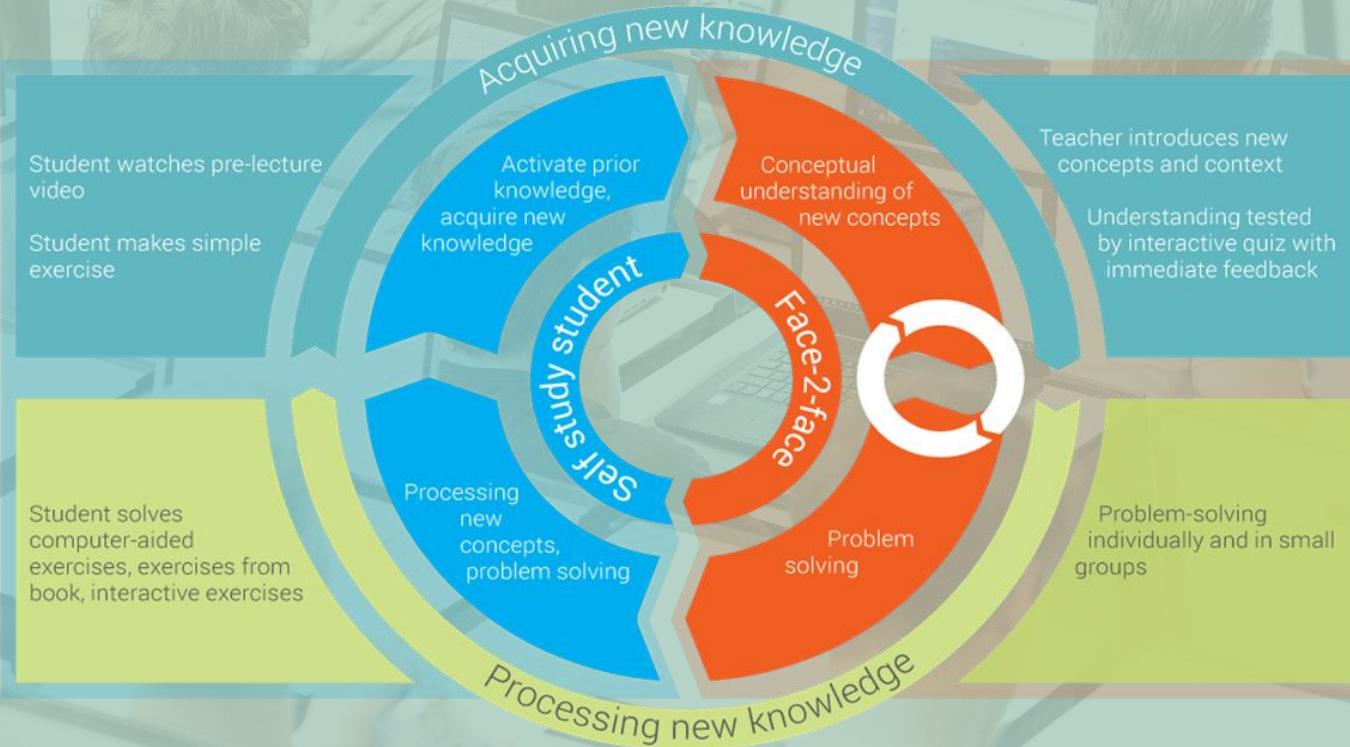 Acquiring new knowledge
Student watches pre-lecture
video
Student makes simple
exercise
Activate prior
knowledge,
acquire new
knowledge
Conceptual
understanding of
new concepts
Teacher introduces new
concepts and context
Understanding tested
by interactive quiz with
immediate feedback
Self study student
Face-2-face
Student solves
computer-aided
exercises, exercises from
book, interactive exercises
Processing
new
concepts,
problem solving
Problem
solving
Problem-solving
individually and in small
groups
Processing new knowledge